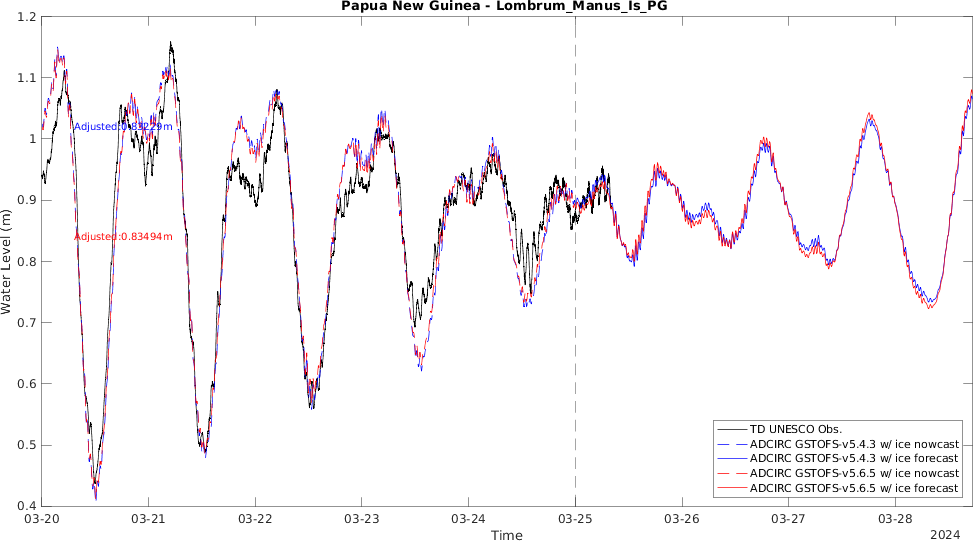 Papua New Guinea - Lombrum_Manus_Is_PG
1.2
1.1
1
0.9
0.8
0.7
0.6
0.5
0.4
Water Level (m)
Adjusted:0.83229m
Adjusted:0.83494m
TD UNESCO Obs.
ADCIRC GSTOFS-v5.4.3 w/ ice nowcast
ADCIRC GSTOFS-v5.4.3 w/ ice forecast
ADCIRC GSTOFS-v5.6.5 w/ ice nowcast
ADCIRC GSTOFS-v5.6.5 w/ ice forecast
03-20 03-21 03-22 03-23 03-24 03-25 03-26 03-27 03-28
Time
2024